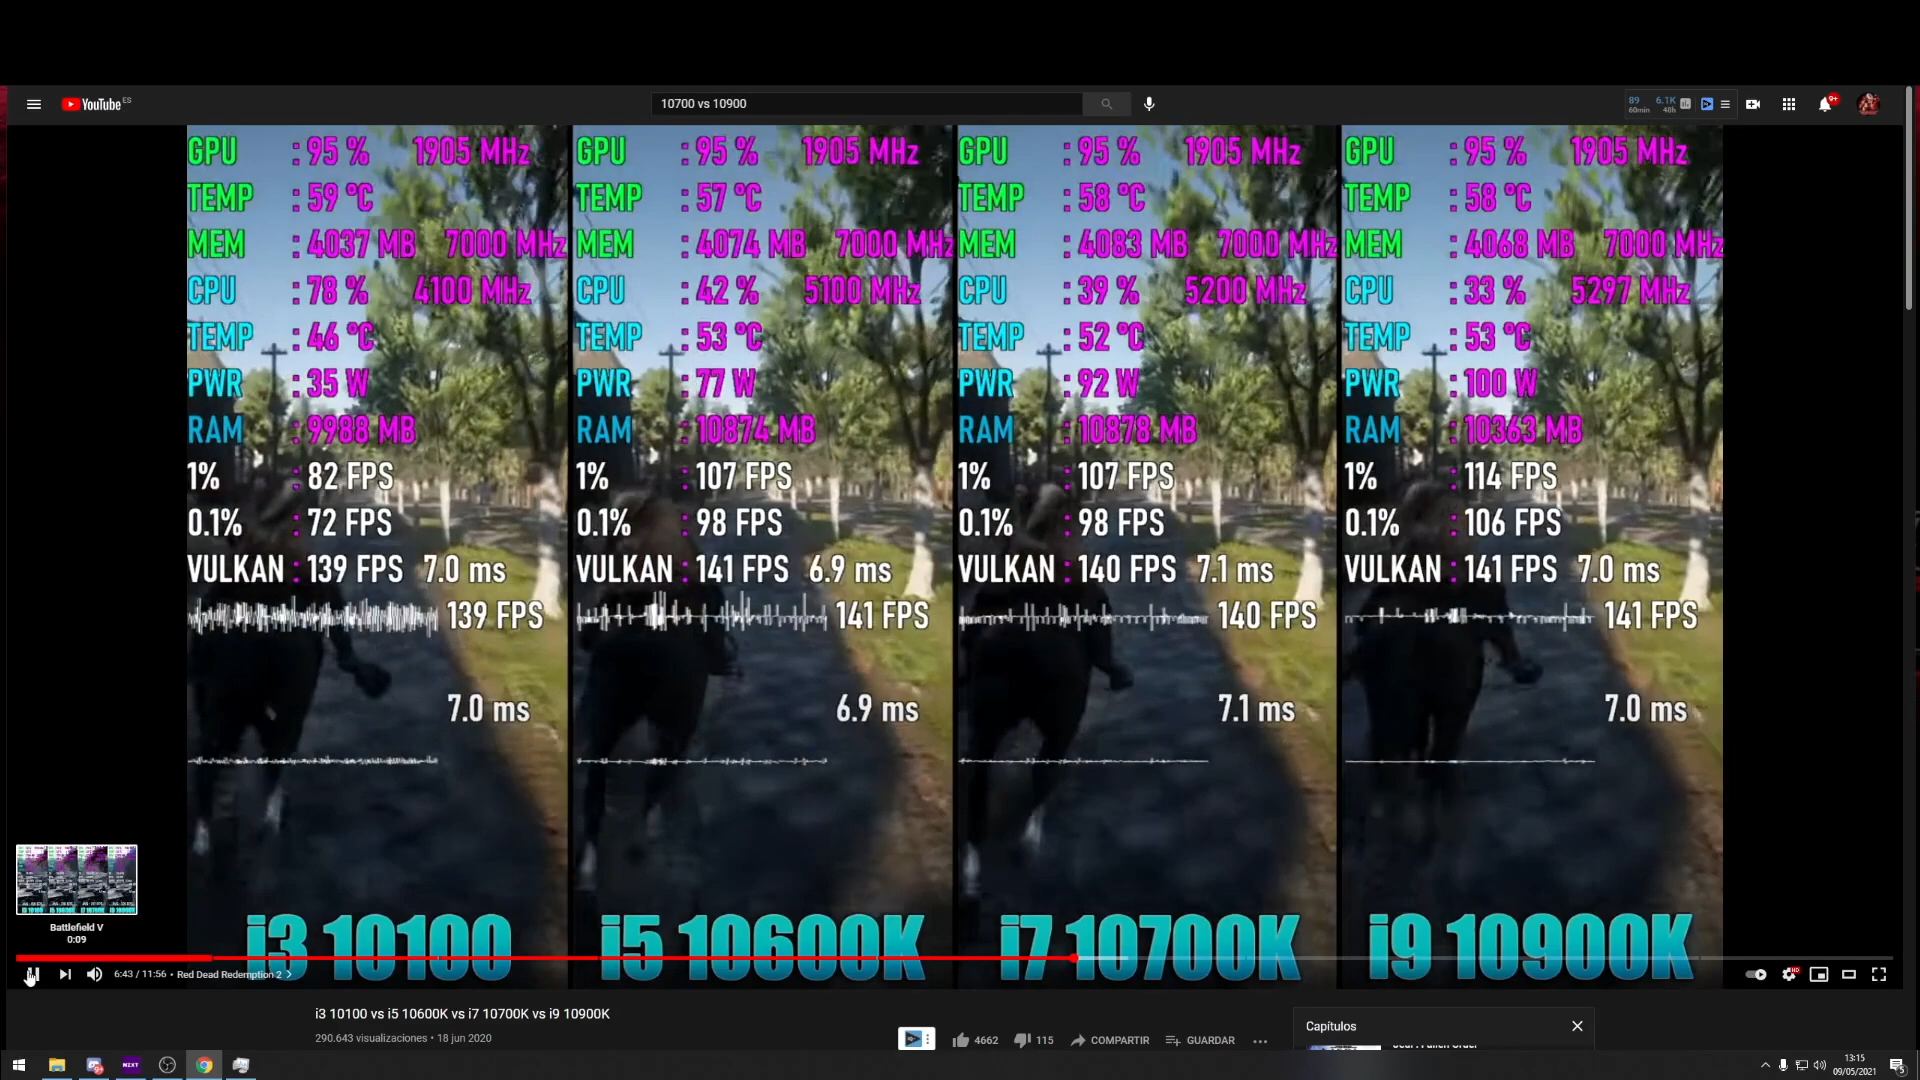 YouTube ES
10700 vs 10900
89 60min 6.1K 48h
9+
GPU : 95 % 1905 MHz
TEMP : 59 °C
MEM : 4037 MB 7000 MHz
CPU : 78 % 4100 MHz
TEMP : 46 °C
PWR : 35 W
RAM : 9988 MB
1% : 82 FPS
0.1% : 72 FPS
VULKAN : 139 FPS 7.0 ms
139 FPS
7.0 ms
i3 10100
GPU : 95 % 1905 MHz
TEMP : 57 °C
MEM : 4074 MB 7000 MHz
CPU : 42 % 5100 MHz
TEMP : 53 °C
PWR : 77 W
RAM : 10874 MB
1% : 107 FPS
0.1% : 98 FPS
VULKAN : 141 FPS 6.9 ms
141 FPS
6.9 ms
i5 10600K
GPU : 95 % 1905 MHz
TEMP : 58 °C
MEM : 4083 MB 7000 MHz
CPU : 39 % 5200 MHz
TEMP : 52 °C
PWR : 92 W
RAM : 10878 MB
1% : 107 FPS
0.1% : 98 FPS
VULKAN : 140 FPS 7.1 ms
140 FPS
7.1 ms
i7 10700K
GPU : 95 % 1905 MHz
TEMP : 58 °C
MEM : 4068 MB 7000 MHz
CPU : 33 % 5297 MHz
TEMP : 53 °C
PWR : 100 W
RAM : 10363 MB
1% : 114 FPS
0.1% : 106 FPS
VULKAN : 141 FPS 7.0 ms
141 FPS
7.0 ms
i9 10900K
Battlefield V
0:09
6:43 / 11:56 • Red Dead Redemption 2
HD
i3 10100 vs i5 10600K vs i7 10700K vs i9 10900K
290.643 visualizaciones • 18 jun 2020
4662
115
COMPARTIR
GUARDAR
Capítulos
NZXT
13:15
09/05/2021
5